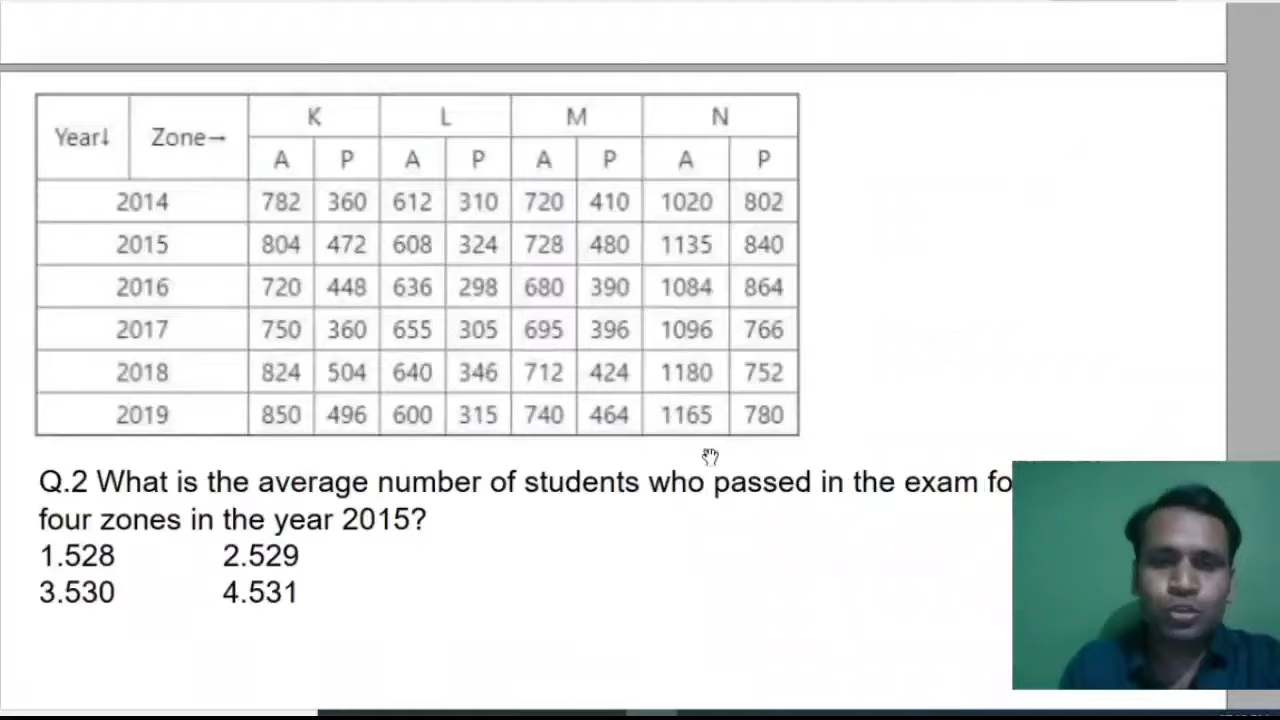 Year↓ Zone→ K L M N
A P A P A P A P
2014 782 360 612 310 720 410 1020 802
2015 804 472 608 324 728 480 1135 840
2016 720 448 636 298 680 390 1084 864
2017 750 360 655 305 695 396 1096 766
2018 824 504 640 346 712 424 1180 752
2019 850 496 600 315 740 464 1165 780
Q.2 What is the average number of students who passed in the exam fo
four zones in the year 2015?
1.528 2.529
3.530 4.531